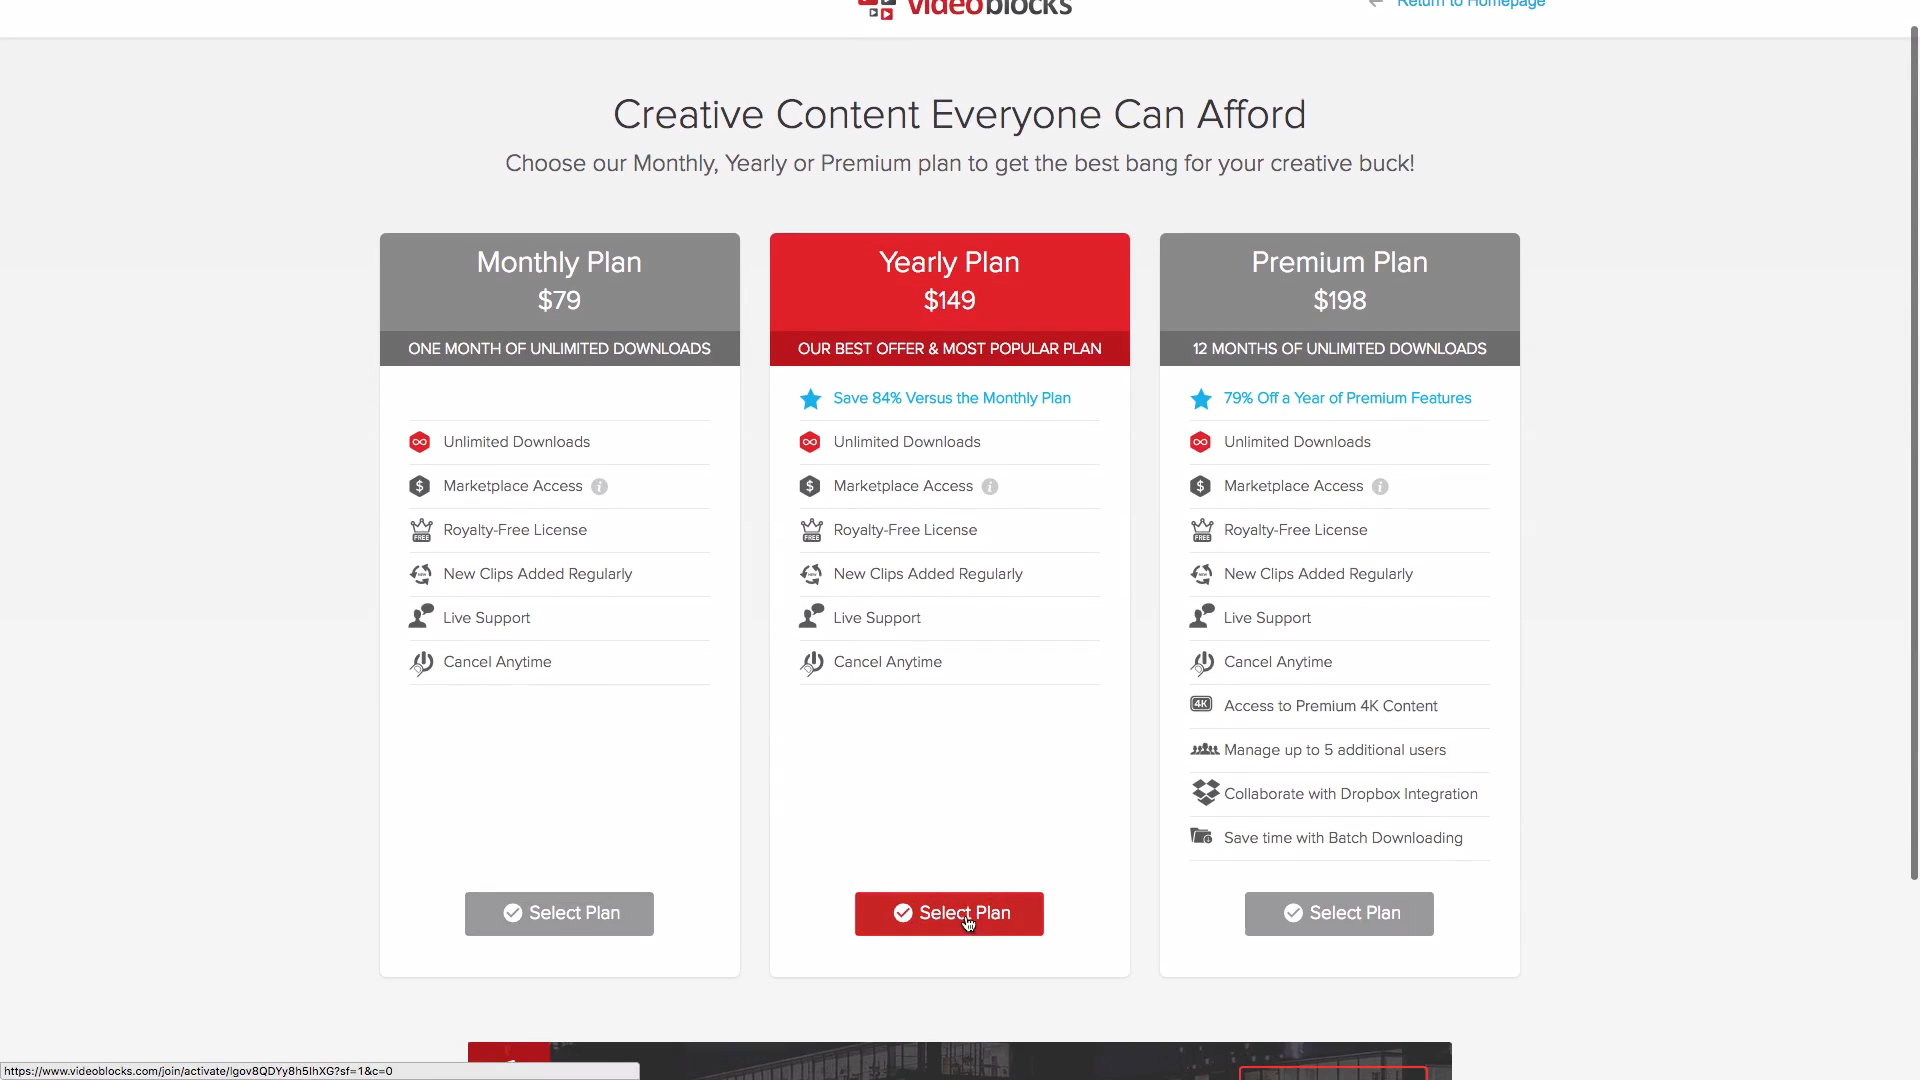 videoblocks
Return to Homepage
Creative Content Everyone Can Afford
Choose our Monthly, Yearly or Premium plan to get the best bang for your creative buck!
Monthly Plan
$79
ONE MONTH OF UNLIMITED DOWNLOADS
Unlimited Downloads
Marketplace Access
Royalty-Free License
New Clips Added Regularly
Live Support
Cancel Anytime
Select Plan
Yearly Plan
$149
OUR BEST OFFER & MOST POPULAR PLAN
Save 84% Versus the Monthly Plan
Unlimited Downloads
Marketplace Access
Royalty-Free License
New Clips Added Regularly
Live Support
Cancel Anytime
Select Plan
Premium Plan
$198
12 MONTHS OF UNLIMITED DOWNLOADS
79% Off a Year of Premium Features
Unlimited Downloads
Marketplace Access
Royalty-Free License
New Clips Added Regularly
Live Support
Cancel Anytime
4K Access to Premium 4K Content
Manage up to 5 additional users
Collaborate with Dropbox Integration
Save time with Batch Downloading
Select Plan
https://www.videoblocks.com/join/activate/lgov8QDYy8h5IhXG?sf=1&c=0